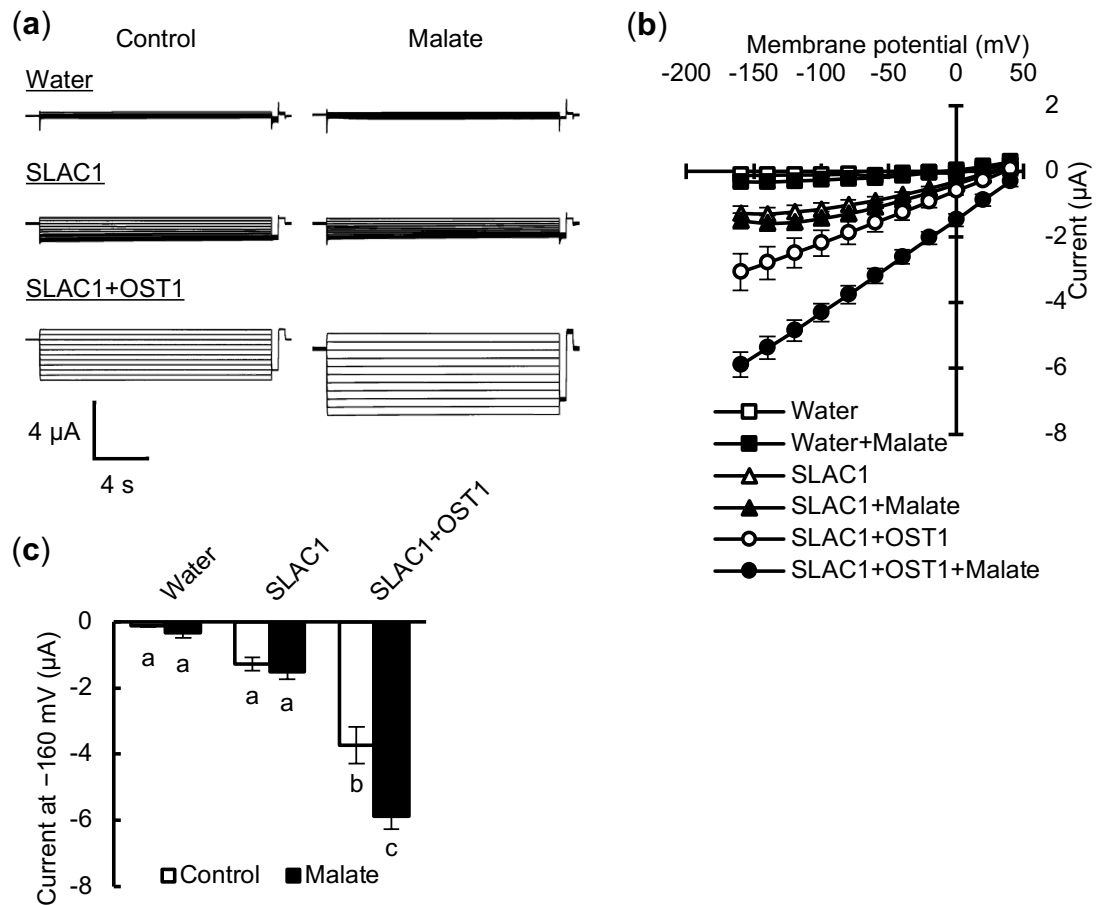 (a)
Control
Malate
Water
SLAC1
SLAC1+OST1
4 µA
4 s
(b)
Membrane potential (mV)
-200 -150 -100 -50 0 50
2
0
-2
-4
-6
-8
Current (µA)
Water
Water+Malate
SLAC1
SLAC1+Malate
SLAC1+OST1
SLAC1+OST1+Malate
(c)
Water
SLAC1
SLAC1+OST1
Current at −160 mV (µA)
0
-2
-4
-6
-8
a
a
a
a
b
c
Control
Malate